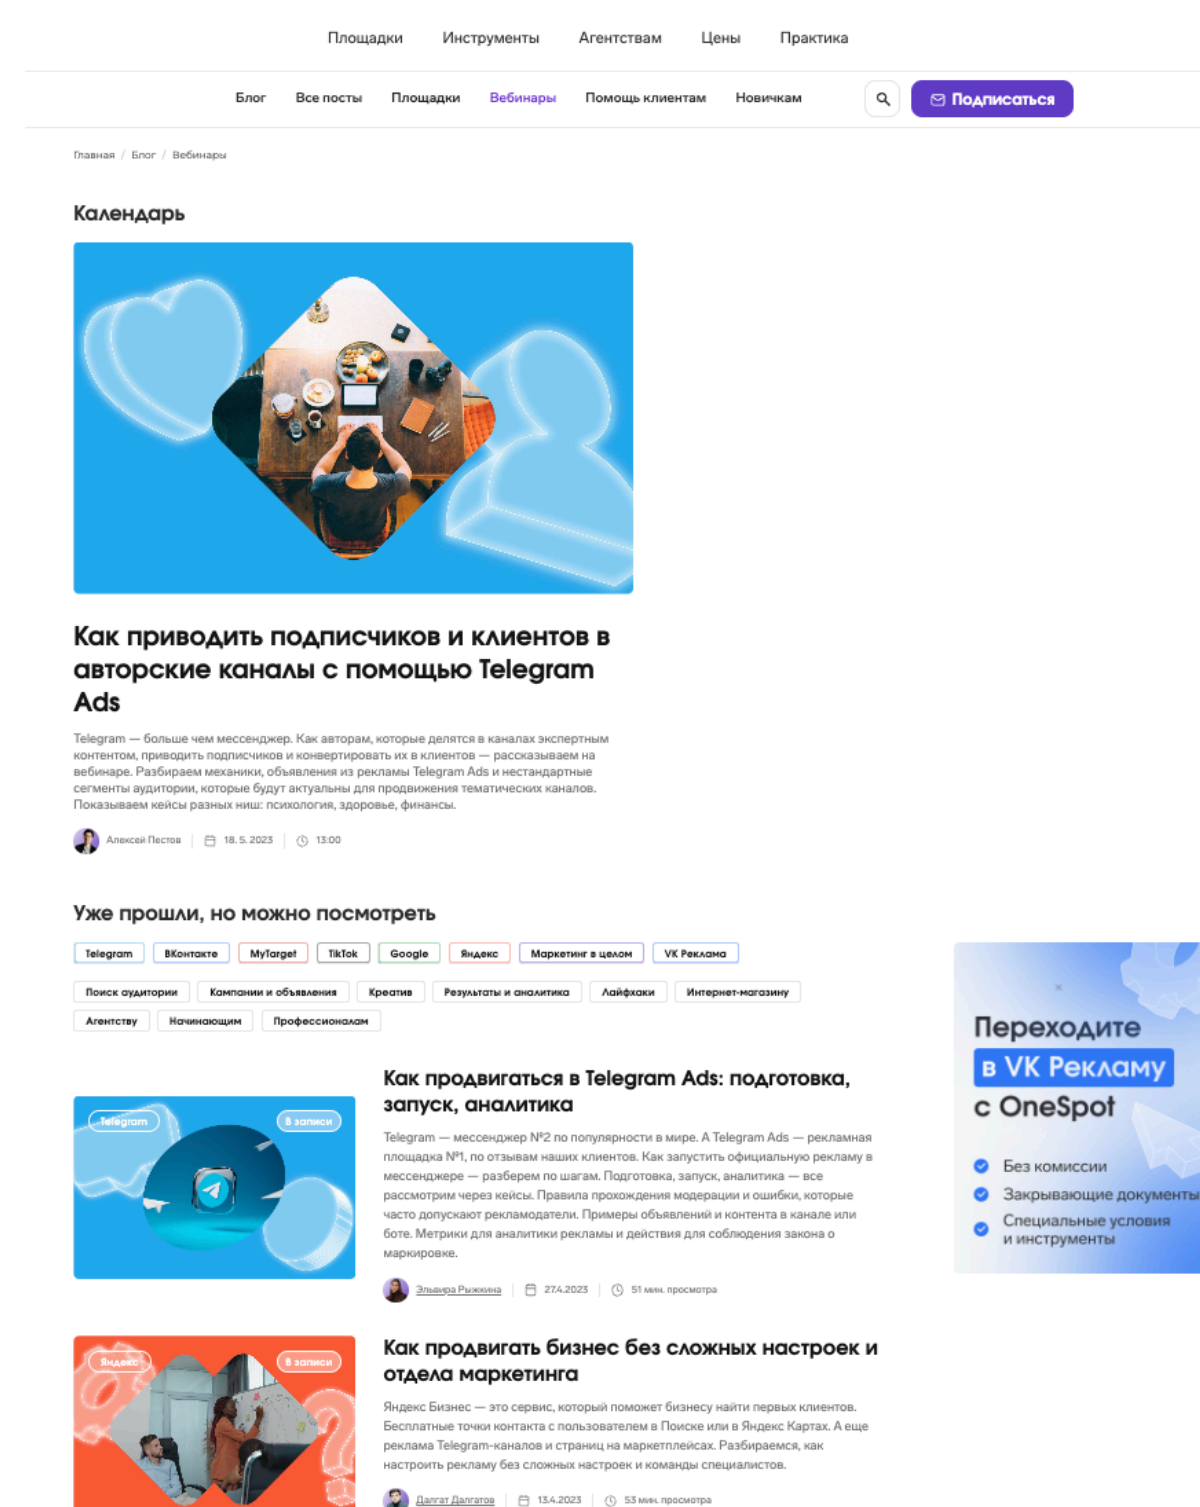 Площадки Инструменты Агентствам Цены Практика
Блог Все посты Площадки Вебинары Помощь клиентам Новичкам Подписаться
Главная / Блог / Вебинары
Календарь
Как приводить подписчиков и клиентов в
авторские каналы с помощью Telegram
Ads
Telegram — больше чем мессенджер. Как авторам, которые делятся в каналах экспертным
контентом, приводить подписчиков и конвертировать их в клиентов — рассказываем на
вебинаре. Разбираем механики, объявления из рекламы Telegram Ads и нестандартные
сегменты аудитории, которые будут актуальны для продвижения тематических каналов.
Показываем кейсы разных ниш: психология, здоровье, финансы.
Алексей Пестов 18. 5. 2023 13:00
Уже прошли, но можно посмотреть
Telegram ВКонтакте MyTarget TikTok Google Яндекс Маркетинг в целом VK Реклама
Поиск аудитории Кампании и объявления Креатив Результаты и аналитика Лайфхаки Интернет-магазину
Агентству Начинающим Профессионалам
Переходите
в VK Рекламу
с OneSpot
Без комиссии
Закрывающие документы
Специальные условия
и инструменты
Telegram В записи
Как продвигаться в Telegram Ads: подготовка,
запуск, аналитика
Telegram — мессенджер №2 по популярности в мире. А Telegram Ads — рекламная
площадка №1, по отзывам наших клиентов. Как запустить официальную рекламу в
мессенджере — разберем по шагам. Подготовка, запуск, аналитика — все
рассмотрим через кейсы. Правила прохождения модерации и ошибки, которые
часто допускают рекламодатели. Примеры объявлений и контента в канале или
боте. Метрики для аналитики рекламы и действия для соблюдения закона о
маркировке.
Эльвира Рыжкина 27.4.2023 51 мин. просмотра
Яндекс В записи
Как продвигать бизнес без сложных настроек и
отдела маркетинга
Яндекс Бизнес — это сервис, который поможет бизнесу найти первых клиентов.
Бесплатные точки контакта с пользователем в Поиске или в Яндекс Картах. А еще
реклама Telegram-каналов и страниц на маркетплейсах. Разбираемся, как
настроить рекламу без сложных настроек и команды специалистов.
Далгат Далгатов 13.4.2023 53 мин. просмотра